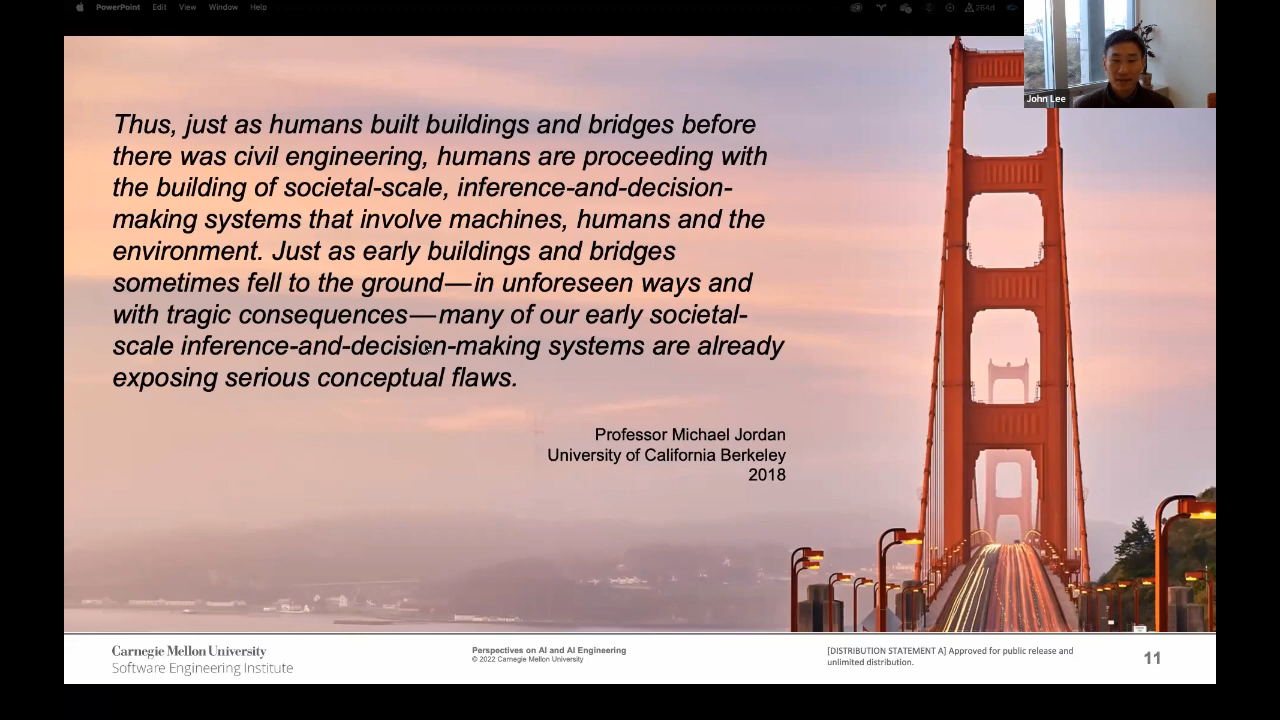 PowerPoint Edit View Window Help
264d
John Lee
Thus, just as humans built buildings and bridges before
there was civil engineering, humans are proceeding with
the building of societal-scale, inference-and-decision-
making systems that involve machines, humans and the
environment. Just as early buildings and bridges
sometimes fell to the ground—in unforeseen ways and
with tragic consequences—many of our early societal-
scale inference-and-decision-making systems are already
exposing serious conceptual flaws.
Professor Michael Jordan
University of California Berkeley
2018
Carnegie Mellon University
Software Engineering Institute
Perspectives on AI and AI Engineering
© 2022 Carnegie Mellon University
[DISTRIBUTION STATEMENT A] Approved for public release and
unlimited distribution.
11